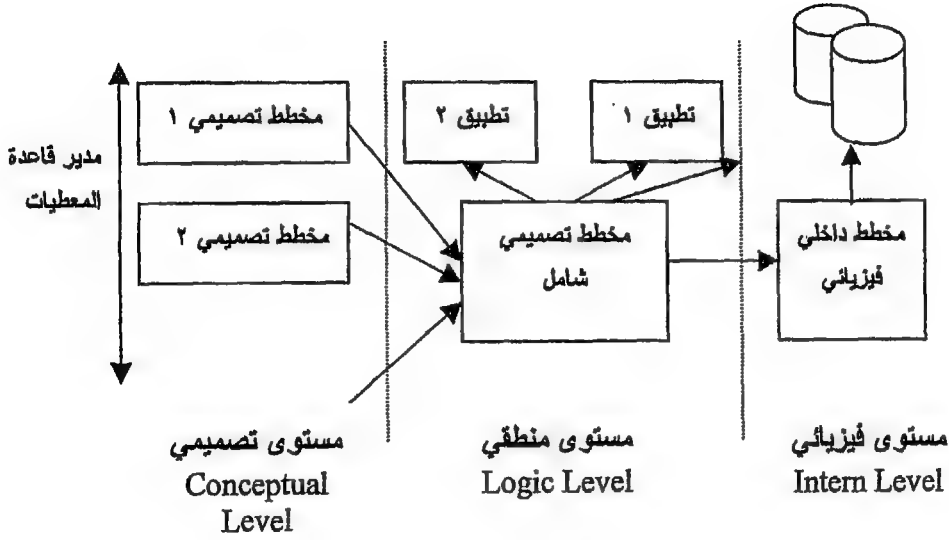 مخطط تصميمي ١
تطبيق ٢
تطبيق ١
مدير قاعدة
المعطيات
مخطط تصميمي ٢
مخطط تصميمي
شامل
مخطط داخلي
فيزيائي
مستوى تصميمي
Conceptual
Level
مستوى منطقي
Logic Level
مستوى فيزيائي
Intern Level